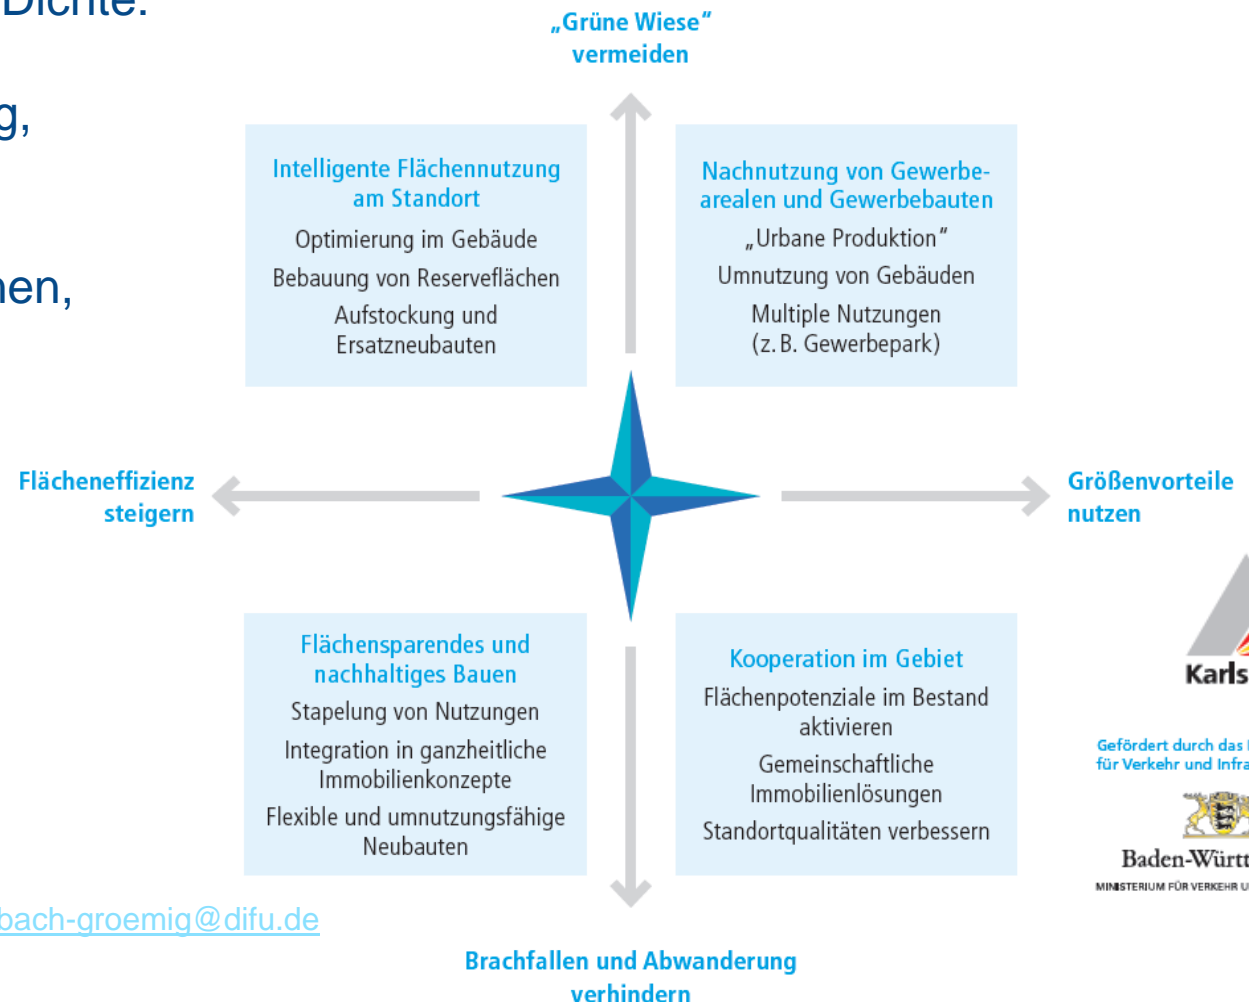 Dichte.
g,
nen,
„Grüne Wiese“
vermeiden
Intelligente Flächennutzung
am Standort
Optimierung im Gebäude
Bebauung von Reserveflächen
Aufstockung und
Ersatzneubauten
Nachnutzung von Gewerbe-
arealen und Gewerbebauten
„Urbane Produktion“
Umnutzung von Gebäuden
Multiple Nutzungen
(z. B. Gewerbepark)
Flächeneffizienz
steigern
Größenvorteile
nutzen
Flächensparendes und
nachhaltiges Bauen
Stapelung von Nutzungen
Integration in ganzheitliche
Immobilienkonzepte
Flexible und umnutzungsfähige
Neubauten
Kooperation im Gebiet
Flächenpotenziale im Bestand
aktivieren
Gemeinschaftliche
Immobilienlösungen
Standortqualitäten verbessern
Karls
Gefördert durch das
für Verkehr und Infra
Baden-Württ
MINISTERIUM FÜR VERKEHR U
bach-groemig@difu.de
Brachfallen und Abwanderung
verhindern